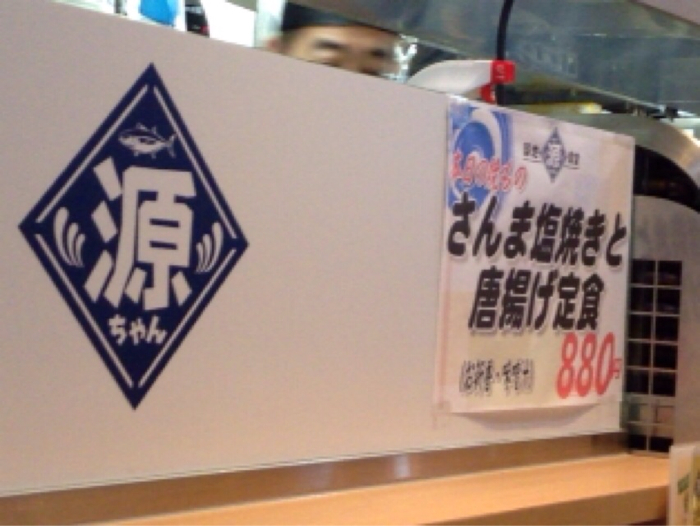 源
ちゃん
源
さんま塩焼きと
唐揚げ定食
880円